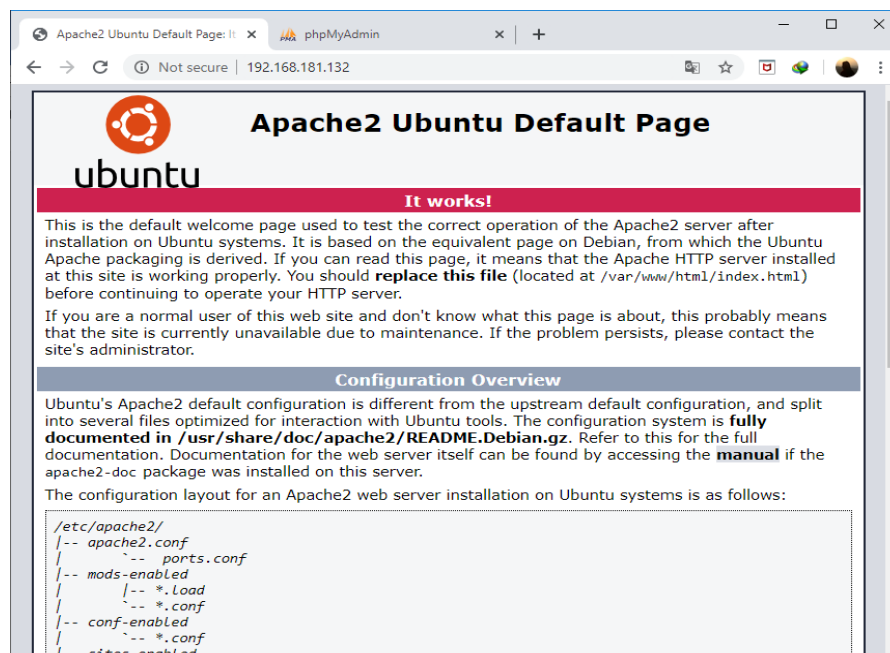 Apache2 Ubuntu Default Page: It
phpMyAdmin
Not secure | 192.168.181.132
Apache2 Ubuntu Default Page
ubuntu
It works!
This is the default welcome page used to test the correct operation of the Apache2 server after
installation on Ubuntu systems. It is based on the equivalent page on Debian, from which the Ubuntu
Apache packaging is derived. If you can read this page, it means that the Apache HTTP server installed
at this site is working properly. You should replace this file (located at /var/www/html/index.html)
before continuing to operate your HTTP server.
If you are a normal user of this web site and don't know what this page is about, this probably means
that the site is currently unavailable due to maintenance. If the problem persists, please contact the
site's administrator.
Configuration Overview
Ubuntu's Apache2 default configuration is different from the upstream default configuration, and split
into several files optimized for interaction with Ubuntu tools. The configuration system is fully
documented in /usr/share/doc/apache2/README.Debian.gz. Refer to this for the full
documentation. Documentation for the web server itself can be found by accessing the manual if the
apache2-doc package was installed on this server.
The configuration layout for an Apache2 web server installation on Ubuntu systems is as follows:
/etc/apache2/
|-- apache2.conf
|       `--  ports.conf
|-- mods-enabled
|       |-- *.load
|       `-- *.conf
|-- conf-enabled
|       `-- *.conf
|-- sites-enabled